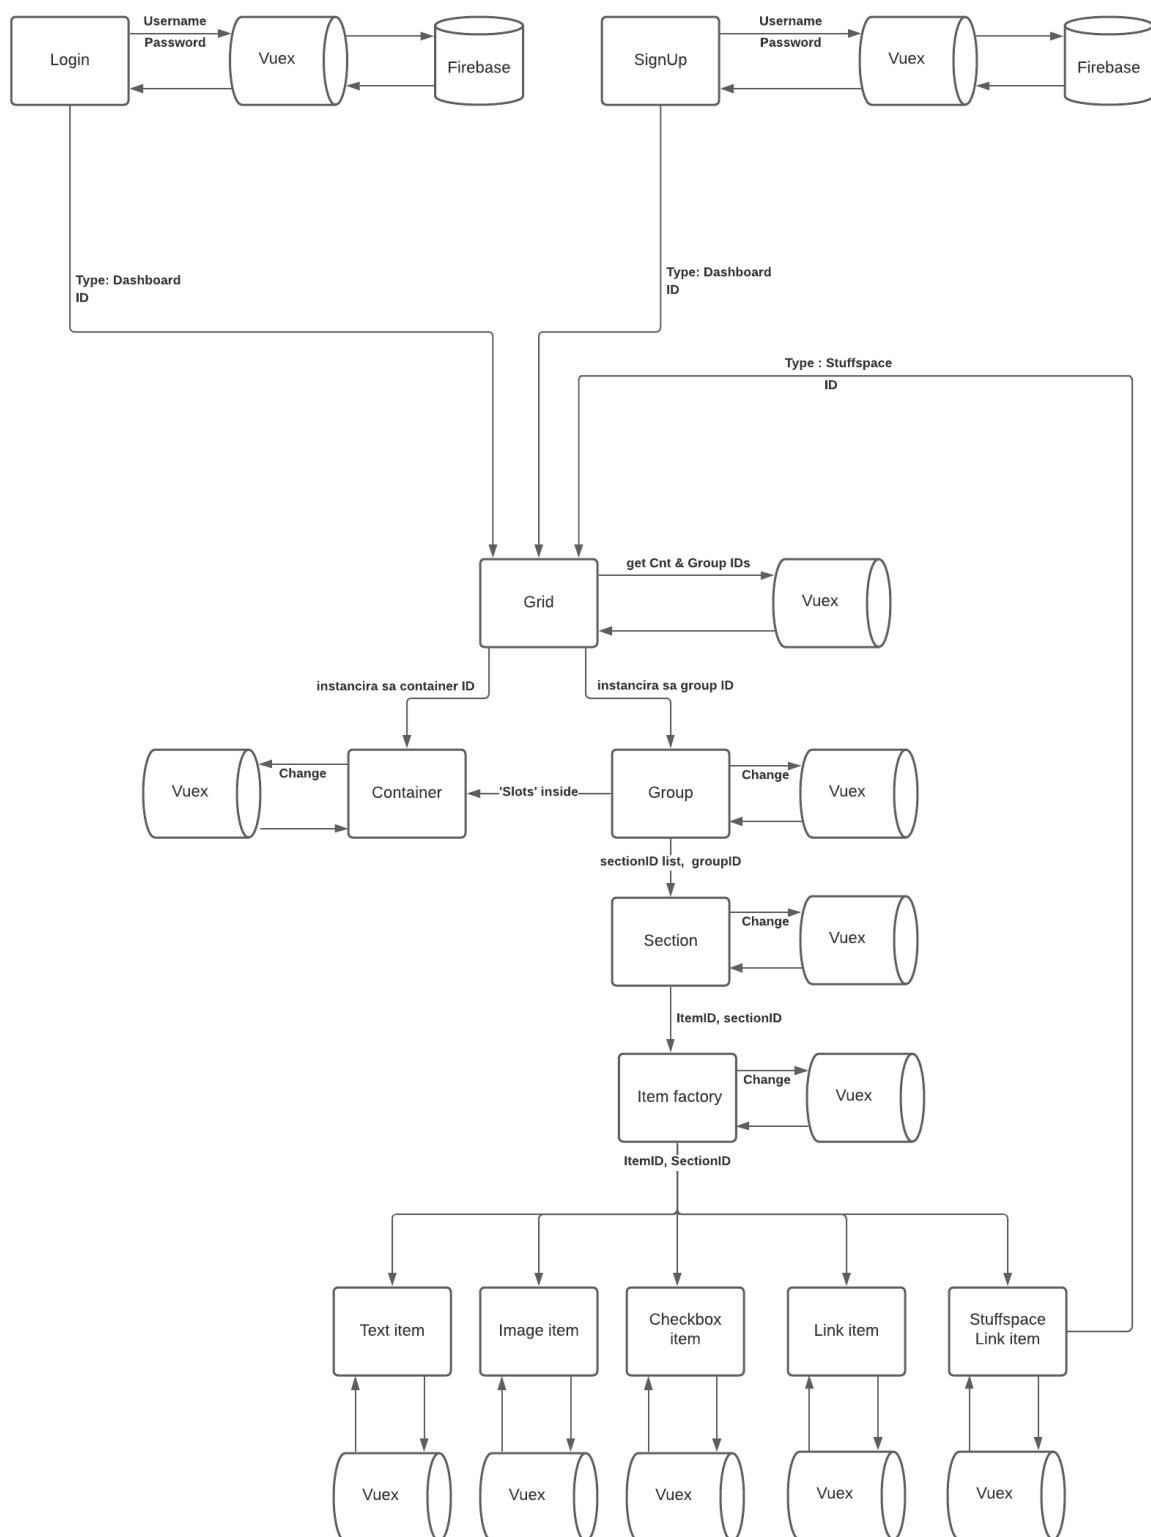 Username
Password
Login
Vuex
Firebase
Username
Password
SignUp
Vuex
Firebase
Type: Dashboard
ID
Type: Dashboard
ID
Type : Stuffspace
ID
get Cnt & Group IDs
Grid
Vuex
instancira sa container ID
instancira sa group ID
Vuex
Change
Container
'Slots' inside
Group
Change
Vuex
sectionID list, groupID
Section
Change
Vuex
ItemID, sectionID
Item factory
Change
Vuex
ItemID, SectionID
Text item
Image item
Checkbox
item
Link item
Stuffspace
Link item
Vuex
Vuex
Vuex
Vuex
Vuex